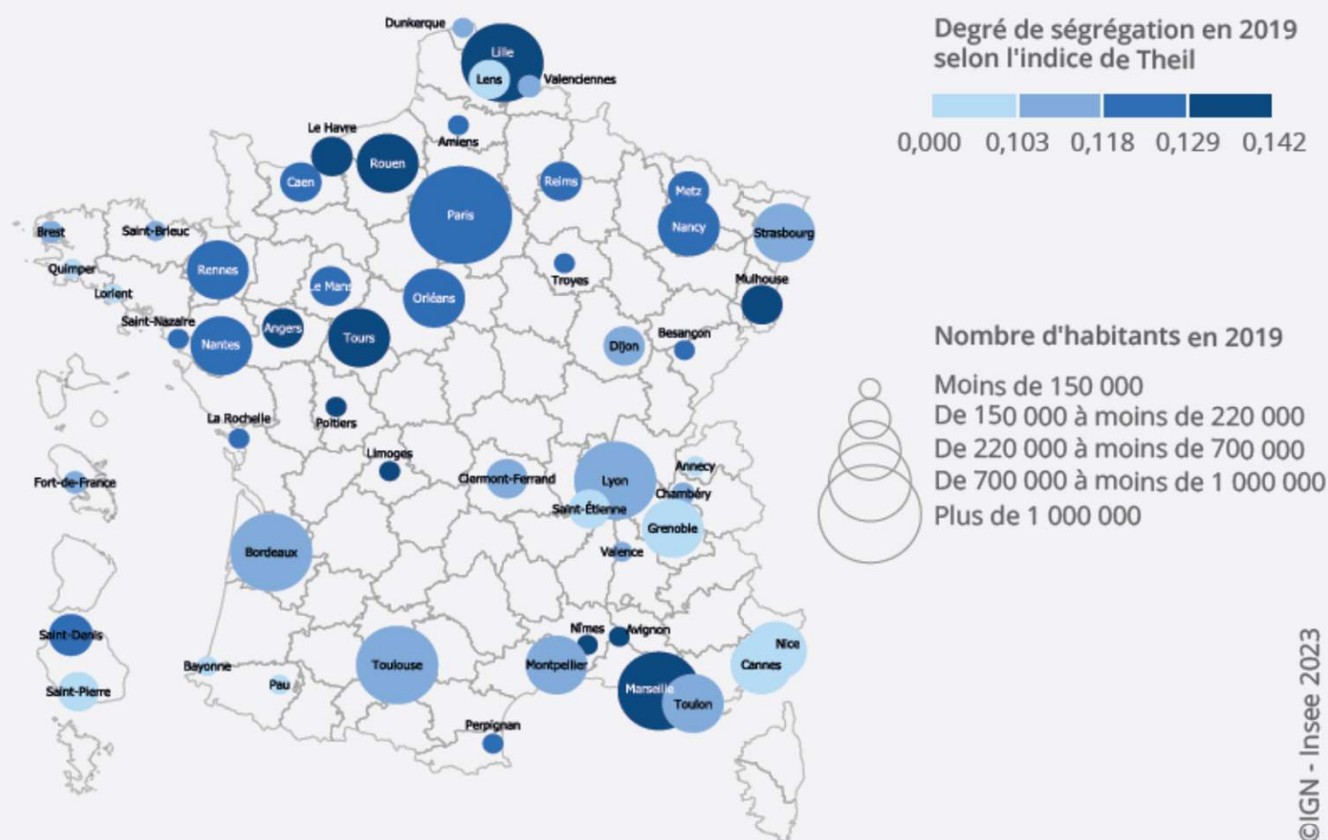 Degré de ségrégation en 2019
selon l'indice de Theil
0,000 0,103 0,118 0,129 0,142
Nombre d'habitants en 2019
Moins de 150 000
De 150 000 à moins de 220 000
De 220 000 à moins de 700 000
De 700 000 à moins de 1 000 000
Plus de 1 000 000
Dunkerque
Lille
Lens
Valenciennes
Le Havre
Amiens
Rouen
Caen
Reims
Metz
Paris
Nancy
Strasbourg
Brest
Saint-Brieuc
Quimper
Rennes
Troyes
Mulhouse
Lorient
Le Mans
Orléans
Saint-Nazaire
Angers
Tours
Nantes
Dijon
Besançon
La Rochelle
Poitiers
Limoges
Fort-de-France
Clermont-Ferrand
Lyon
Annecy
Chambéry
Saint-Étienne
Grenoble
Bordeaux
Valence
Saint-Denis
Nîmes
Avignon
Nice
Bayonne
Toulouse
Montpellier
Cannes
Saint-Pierre
Pau
Marseille
Toulon
Perpignan
©IGN - Insee 2023